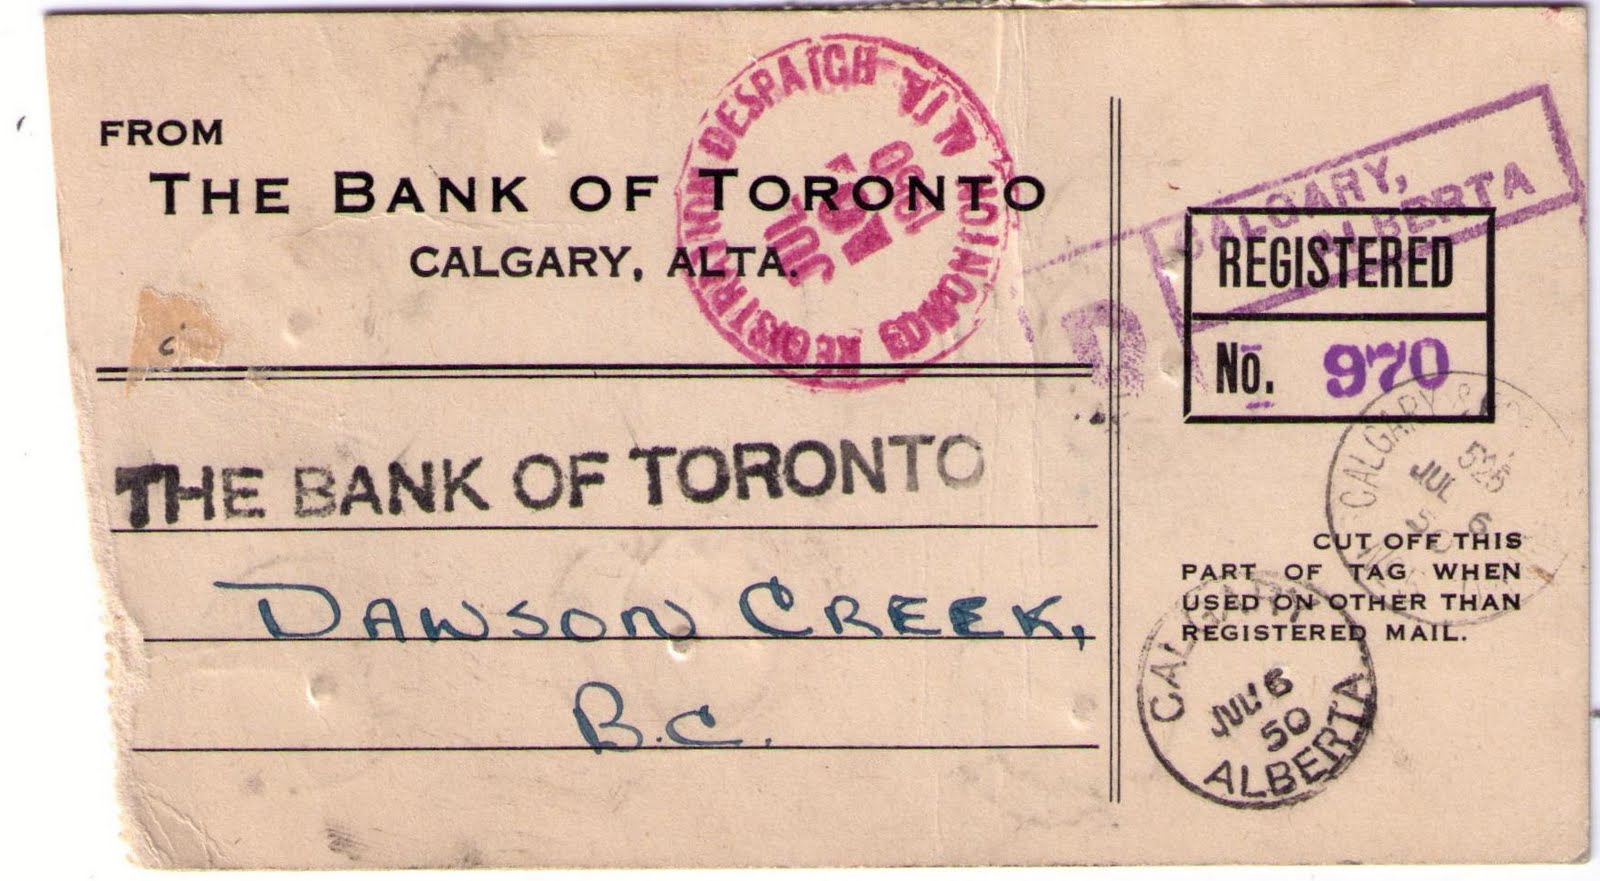 FROM
THE BANK OF TORONTO
CALGARY, ALTA.
REGISTRATION DESPATCH
EDMONTON ALTA
JUL
1950
CALGARY,
ALBERTA
REGISTERED
No. 970
THE BANK OF TORONTO
DAWSON CREEK,
B.C.
CALGARY &
525
JUL 6
50
CUT OFF THIS
PART OF TAG WHEN
USED ON OTHER THAN
REGISTERED MAIL.
CALGARY
JUL 6
50
ALBERTA